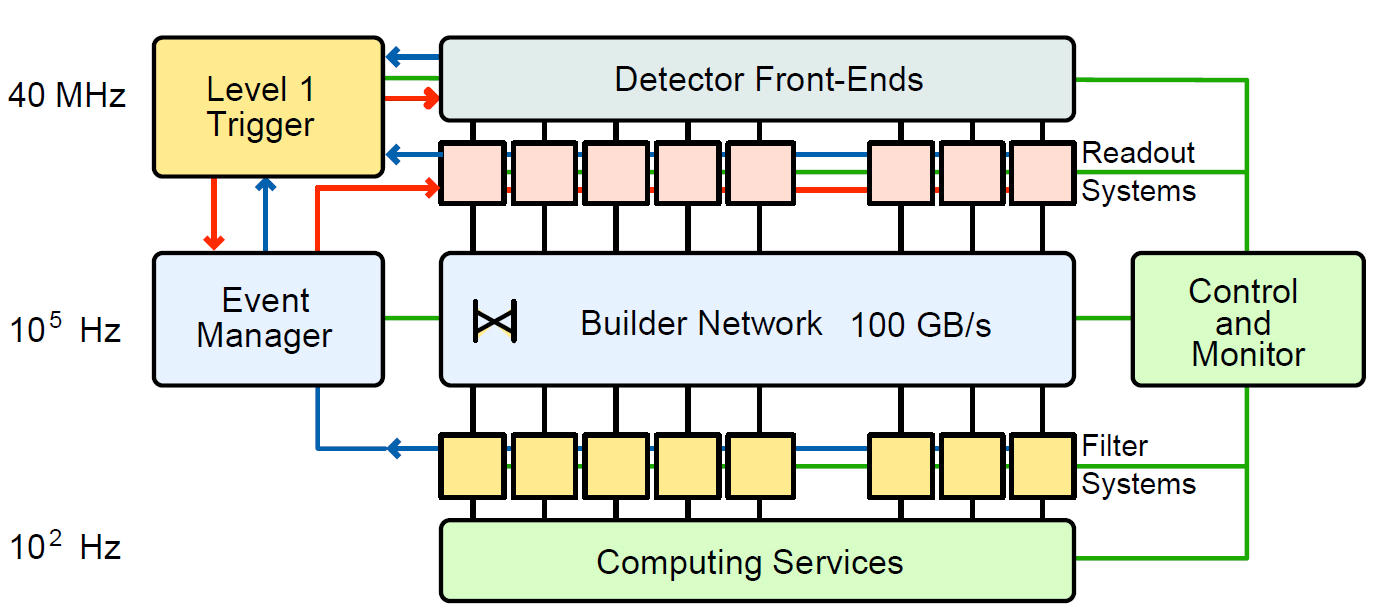 Level 1
Trigger
Detector Front-Ends
40 MHz
Readout
Systems
Event
Manager
Builder Network 100 GB/s
Control
and
Monitor
10⁵ Hz
Filter
Systems
10² Hz
Computing Services